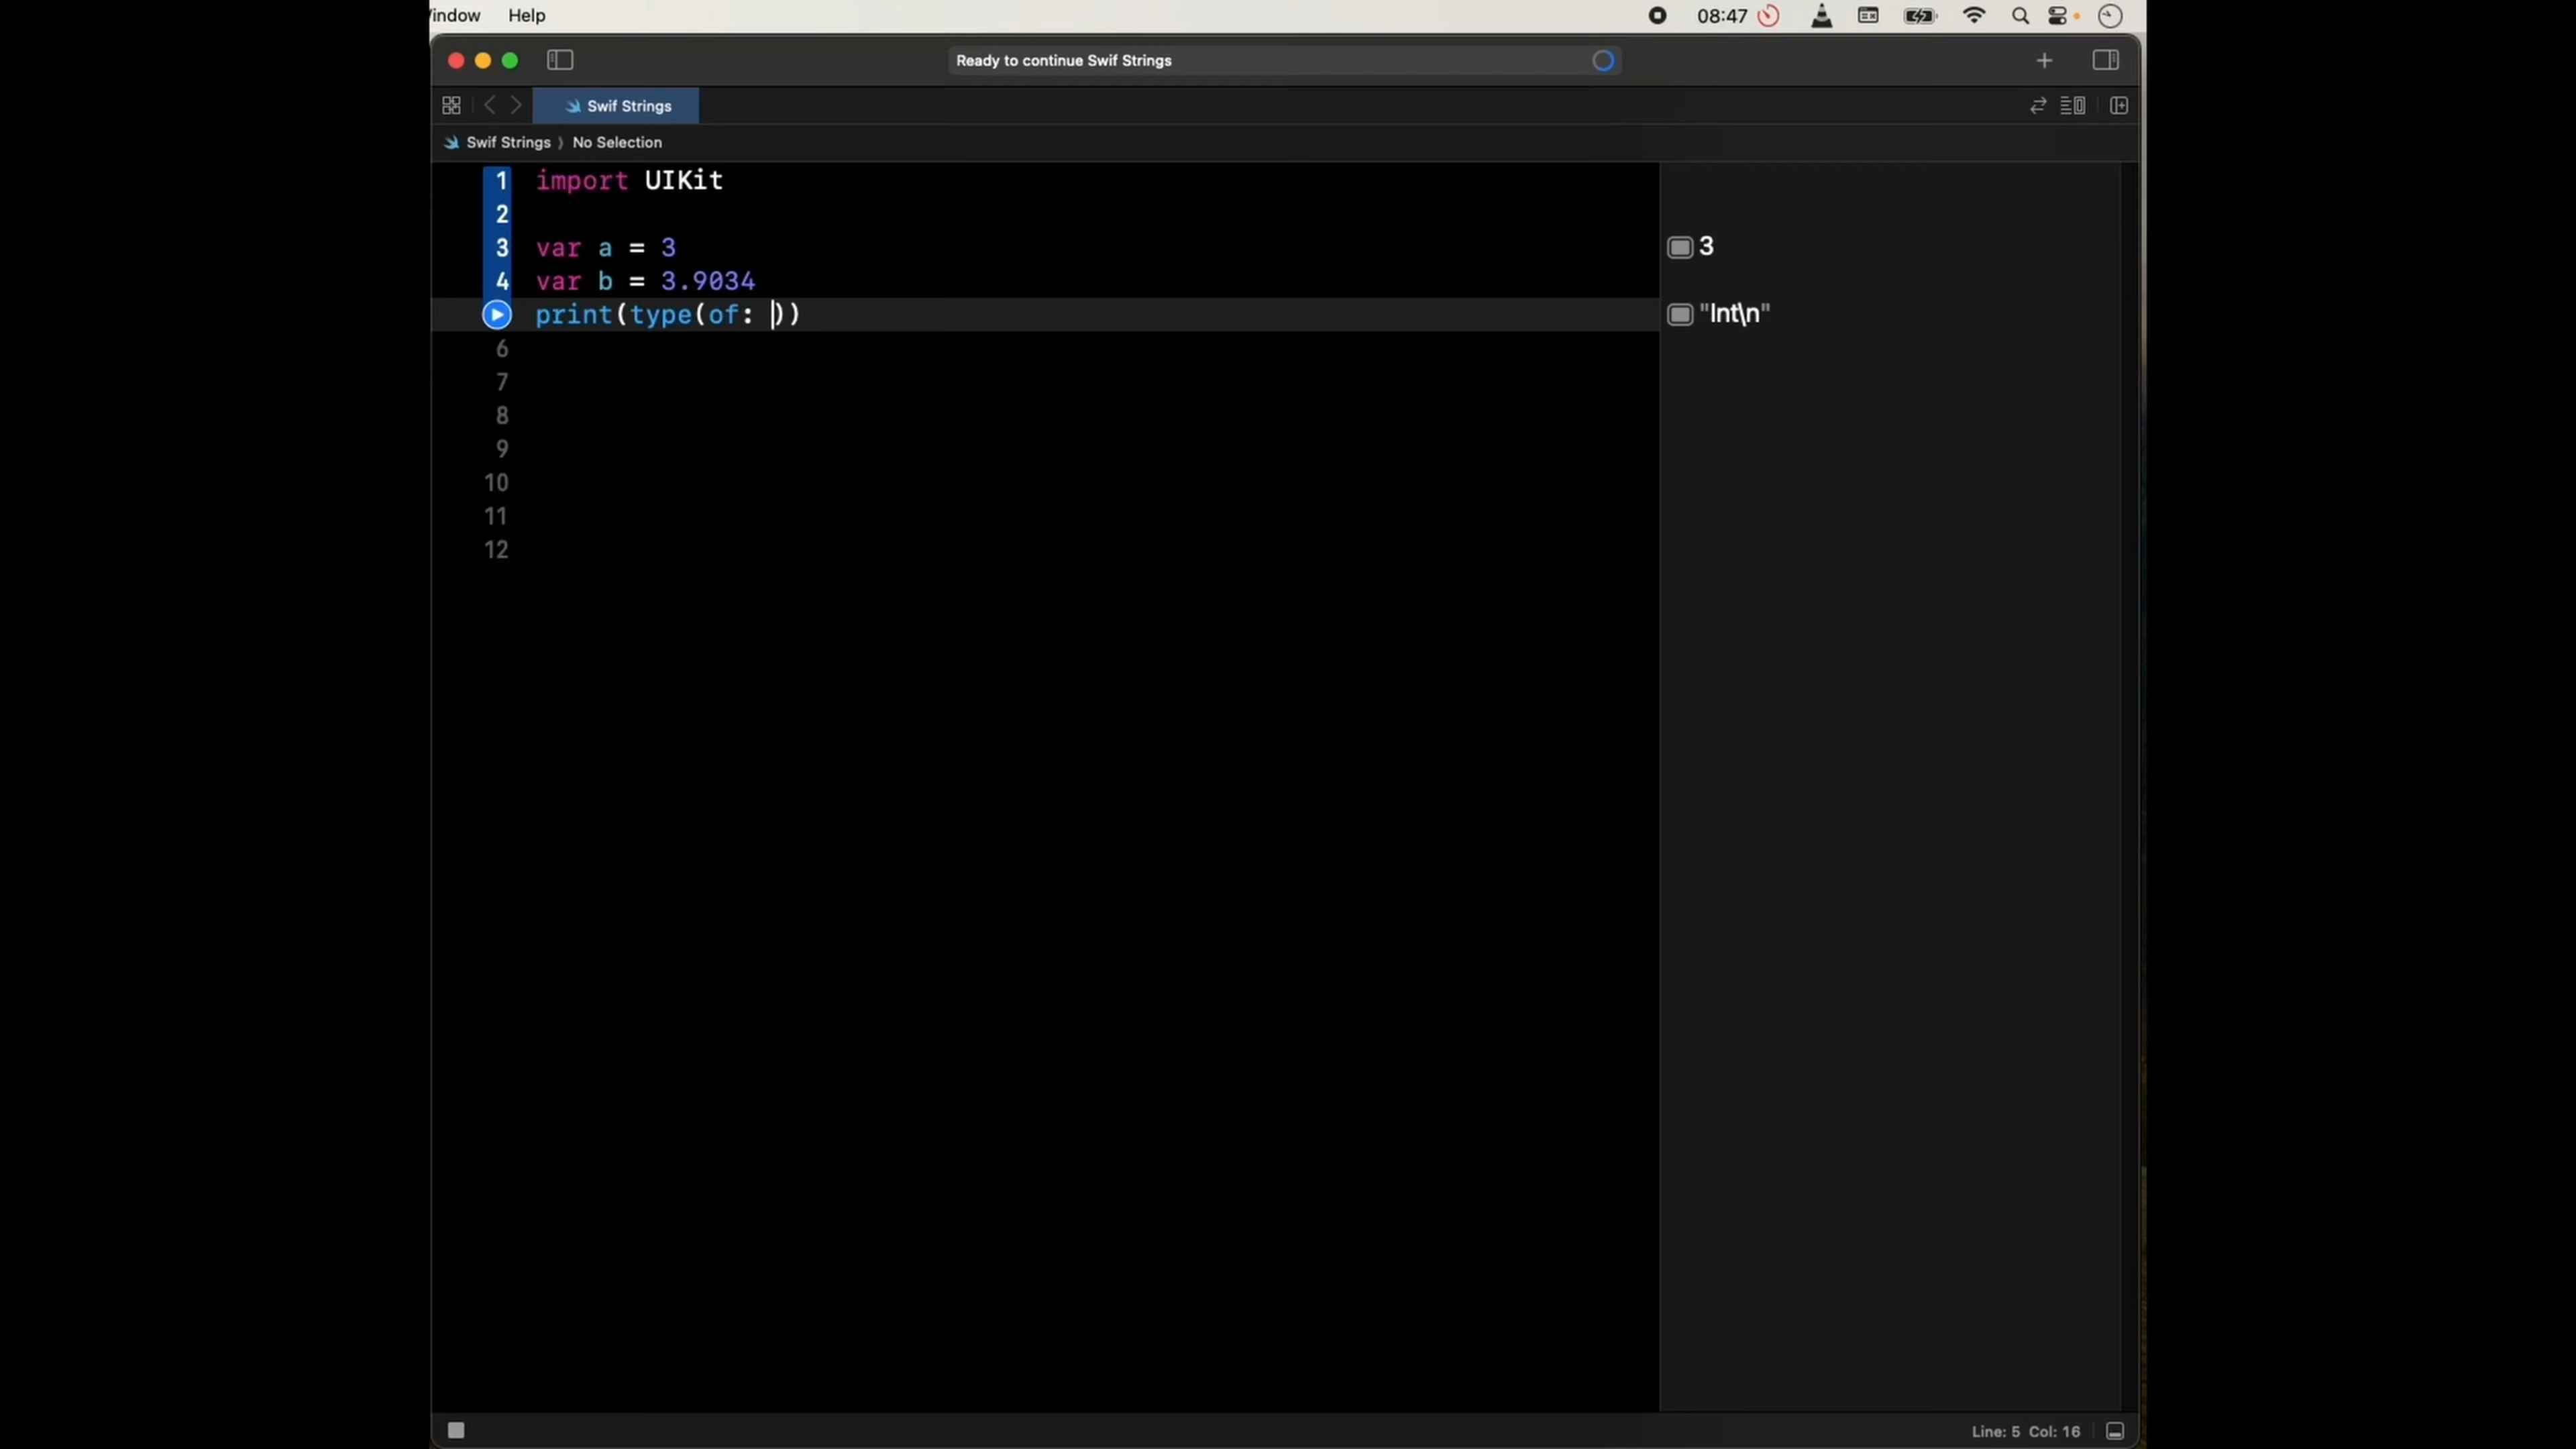 indow Help 08:47
Ready to continue Swif Strings
Swif Strings
Swif Strings 〉 No Selection
1 import UIKit
2
3 var a = 3 3
4 var b = 3.9034
print(type(of: )) "Int\n"
6
7
8
9
10
11
12
Line: 5 Col: 16